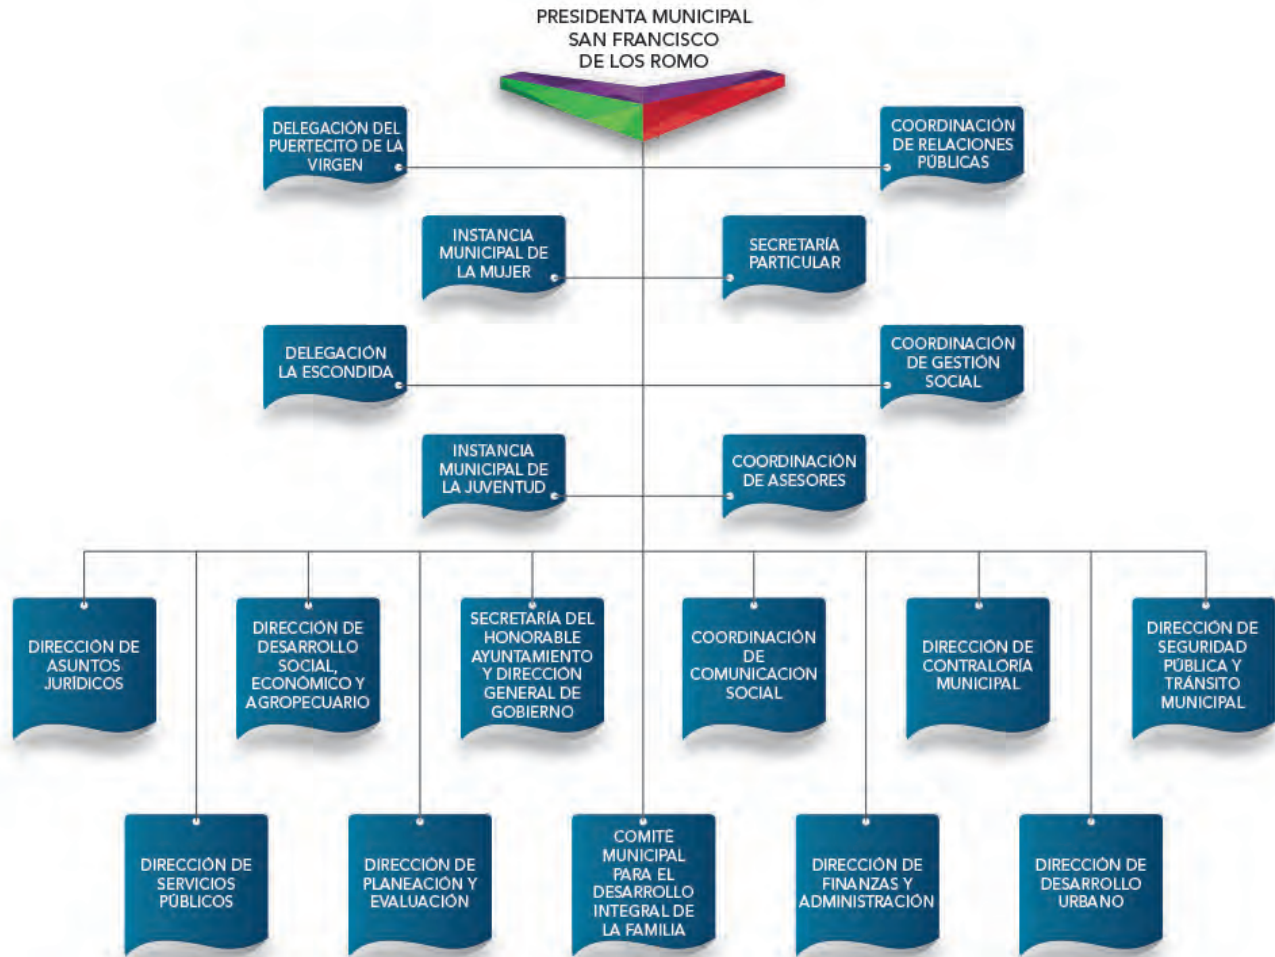 PRESIDENTA MUNICIPAL
SAN FRANCISCO
DE LOS ROMO
DELEGACIÓN DEL
PUERTECITO DE LA
VIRGEN
COORDINACIÓN
DE RELACIONES
PÚBLICAS
INSTANCIA
MUNICIPAL DE
LA MUJER
SECRETARÍA
PARTICULAR
DELEGACIÓN
LA ESCONDIDA
COORDINACIÓN
DE GESTIÓN
SOCIAL
INSTANCIA
MUNICIPAL DE
LA JUVENTUD
COORDINACIÓN
DE ASESORES
DIRECCIÓN DE
ASUNTOS
JURÍDICOS
DIRECCIÓN DE
DESARROLLO
SOCIAL,
ECONÓMICO Y
AGROPECUARIO
SECRETARÍA DEL
HONORABLE
AYUNTAMIENTO
Y DIRECCIÓN
GENERAL DE
GOBIERNO
COORDINACIÓN
DE
COMUNICACIÓN
SOCIAL
DIRECCIÓN DE
CONTRALORÍA
MUNICIPAL
DIRECCIÓN DE
SEGURIDAD
PÚBLICA Y
TRÁNSITO
MUNICIPAL
DIRECCIÓN DE
SERVICIOS
PÚBLICOS
DIRECCIÓN DE
PLANEACIÓN Y
EVALUACIÓN
COMITÉ
MUNICIPAL
PARA EL
DESARROLLO
INTEGRAL DE
LA FAMILIA
DIRECCIÓN DE
FINANZAS Y
ADMINISTRACIÓN
DIRECCIÓN DE
DESARROLLO
URBANO